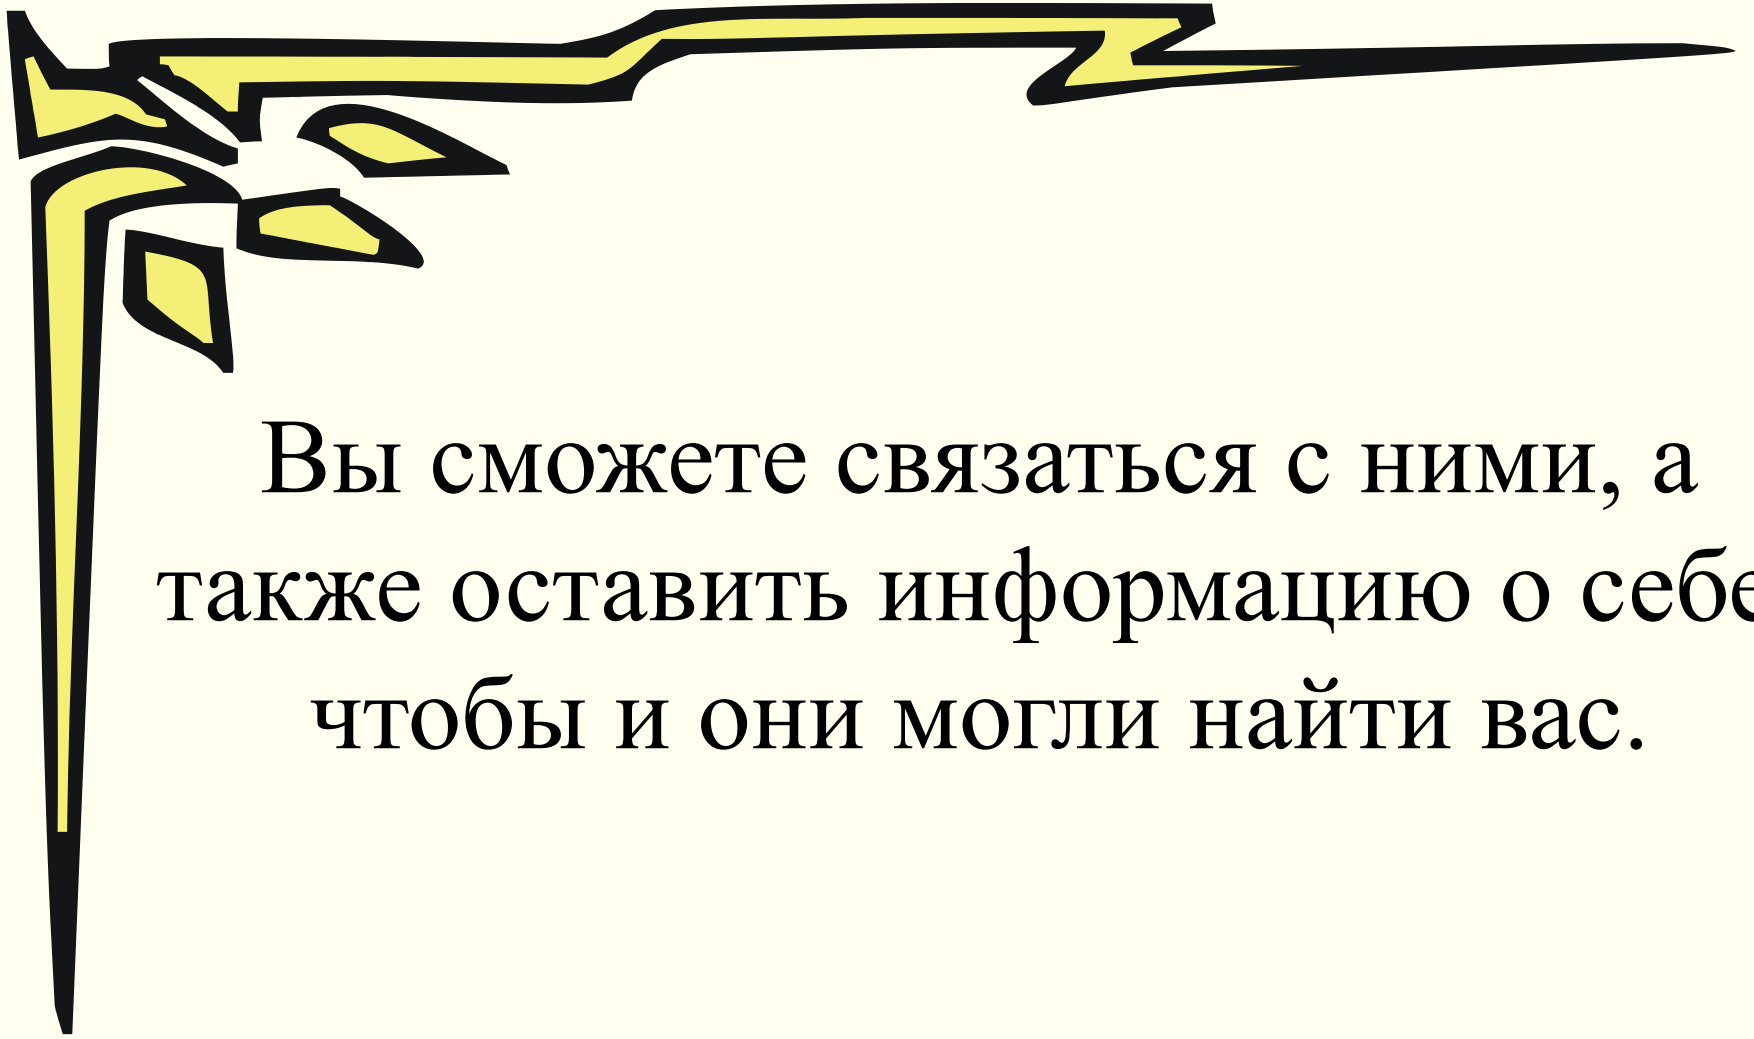 Вы сможете связаться с ними, а
также оставить информацию о себе
чтобы и они могли найти вас.